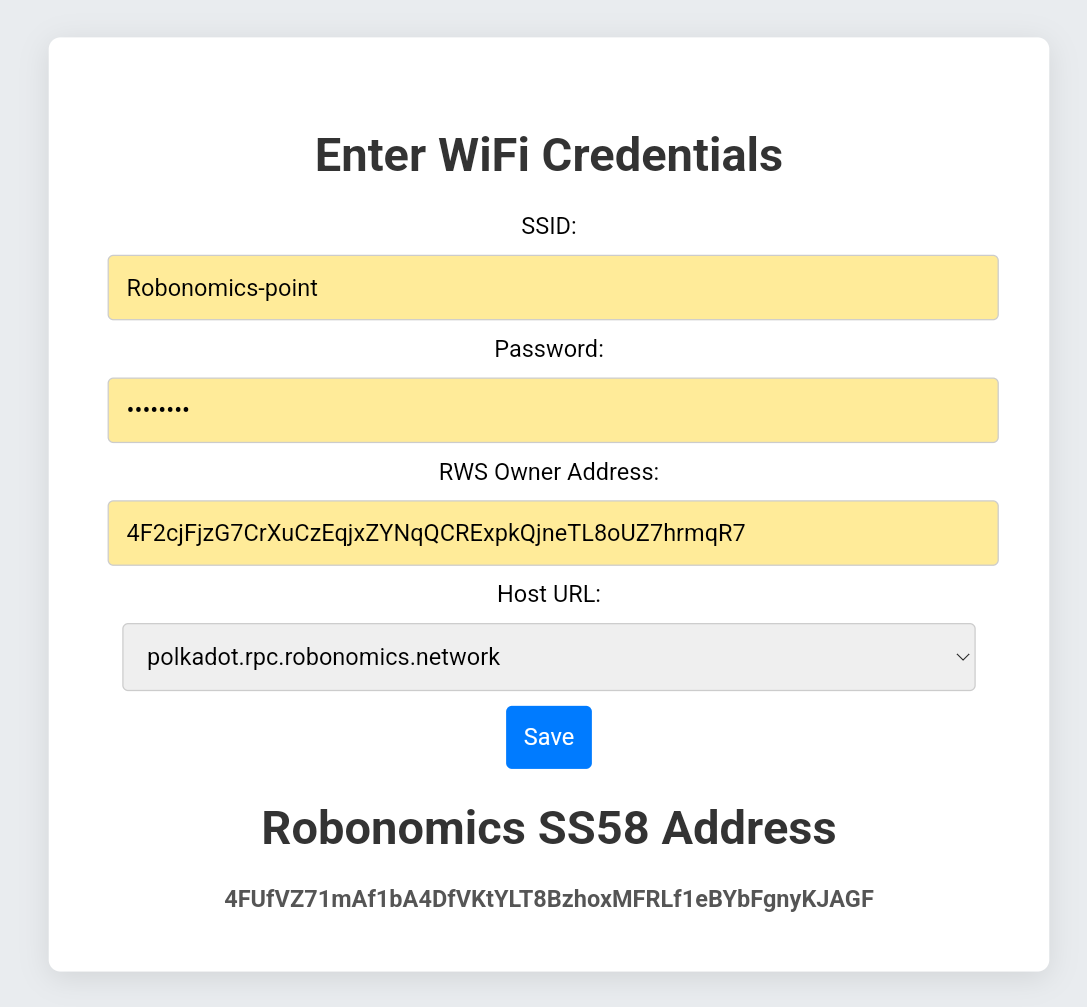 Enter WiFi Credentials
SSID:
Robonomics-point
Password:
••••••••
RWS Owner Address:
4F2cjFjzG7CrXuCzEqjxZYNqQCRExpkQjneTL8oUZ7hrmqR7
Host URL:
polkadot.rpc.robonomics.network
Save
Robonomics SS58 Address
4FUfVZ71mAf1bA4DfVKtYLT8BzhoxMFRLf1eBYbFgnyKJAGF